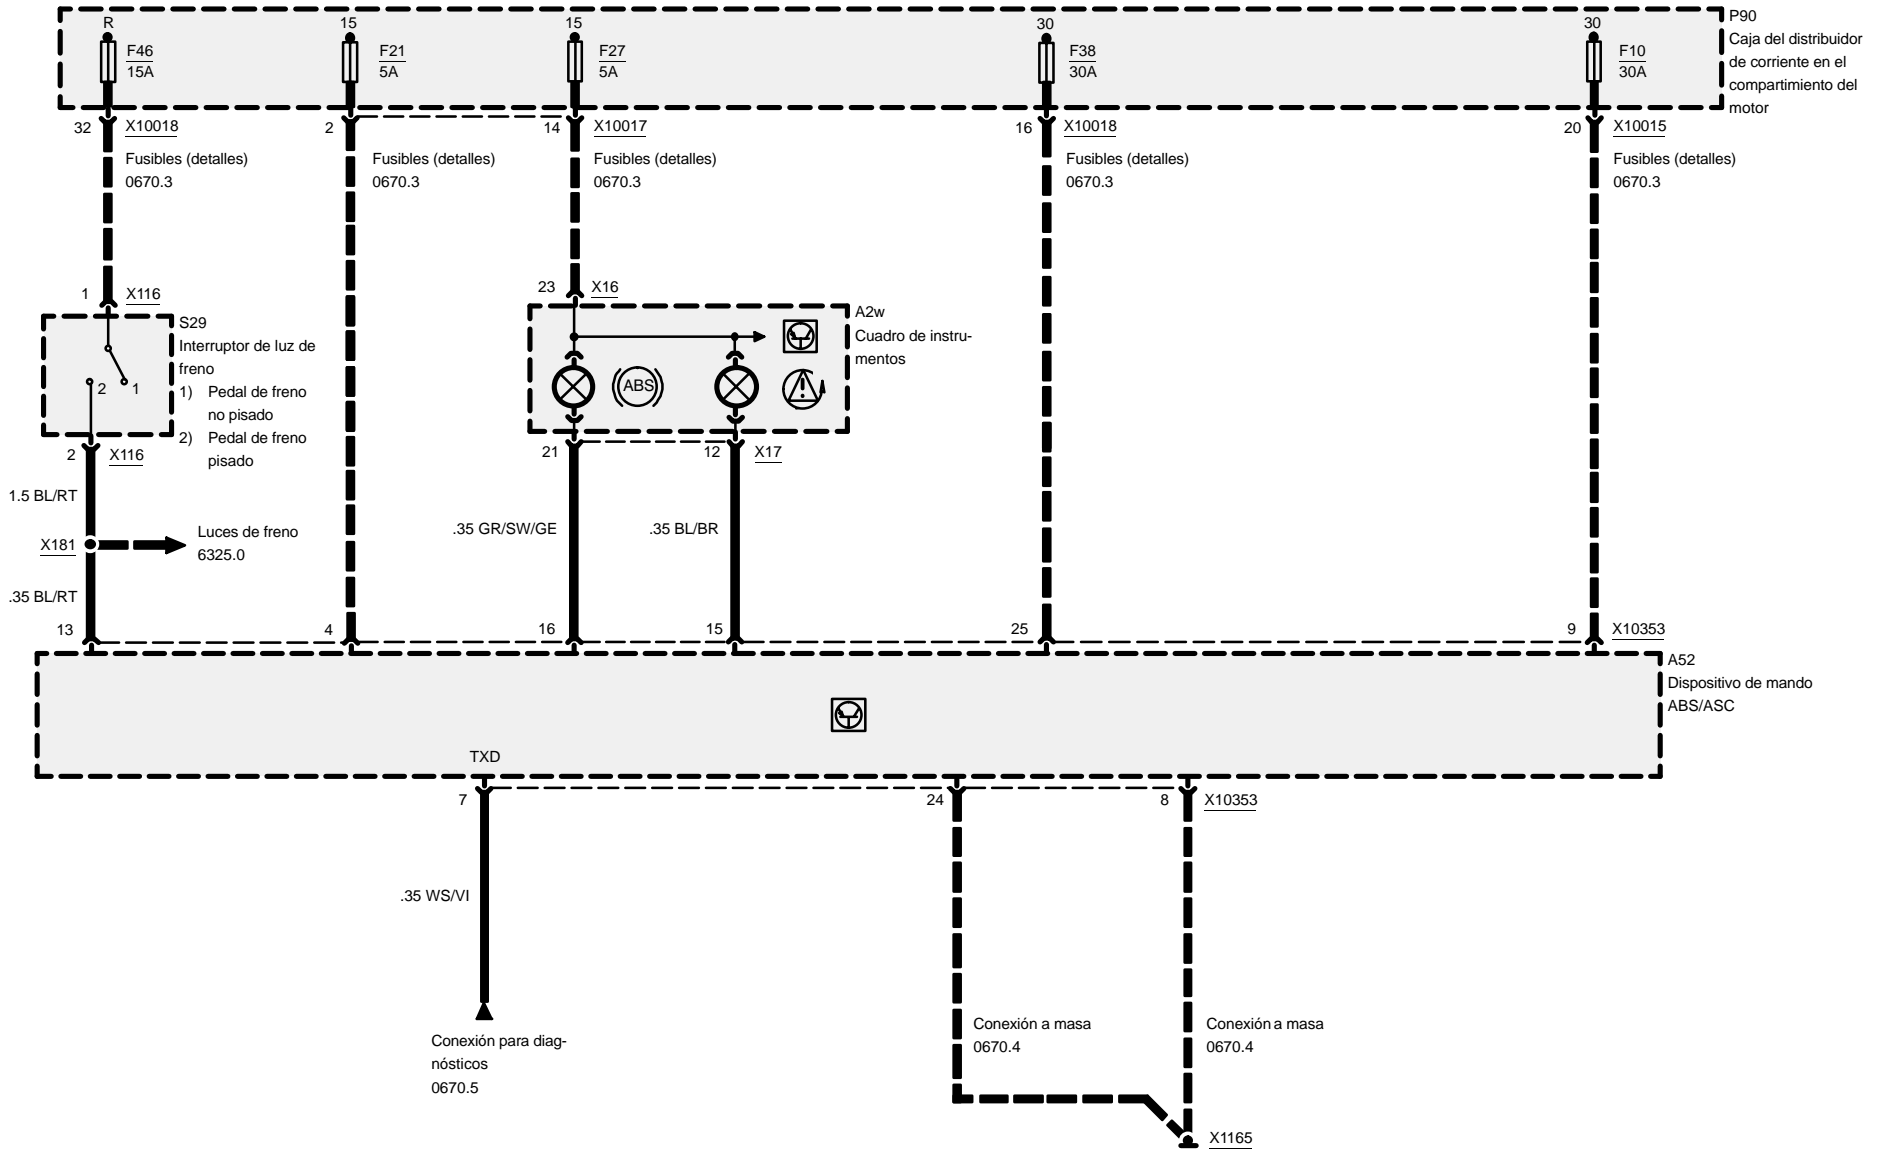 R
15
15
30
30
P90
Caja del distribuidor
de corriente en el
compartimiento del
motor
F46
15A
F21
5A
F27
5A
F38
30A
F10
30A
32
X10018
2
14
X10017
16
X10018
20
X10015
Fusibles (detalles)
0670.3
Fusibles (detalles)
0670.3
Fusibles (detalles)
0670.3
Fusibles (detalles)
0670.3
Fusibles (detalles)
0670.3
1
X116
23
X16
S29
Interruptor de luz de
freno
1) Pedal de freno
no pisado
2) Pedal de freno
pisado
2
1
A2w
Cuadro de instru-
mentos
ABS
2
X116
21
12
X17
1.5 BL/RT
.35 GR/SW/GE
.35 BL/BR
X181
Luces de freno
6325.0
.35 BL/RT
13
4
16
15
25
9
X10353
A52
Dispositivo de mando
ABS/ASC
TXD
7
24
8
X10353
.35 WS/VI
Conexión para diag-
nósticos
0670.5
Conexión a masa
0670.4
Conexión a masa
0670.4
X1165